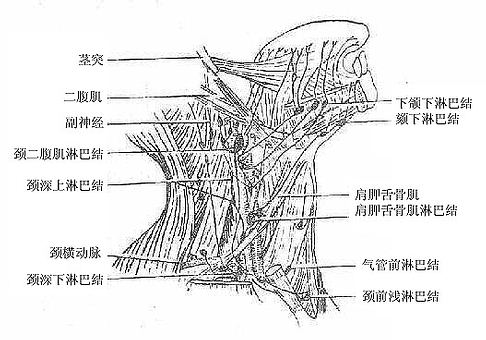 茎突
二腹肌
副神经
颈二腹肌淋巴结
颈深上淋巴结
颈横动脉
颈深下淋巴结
下颌下淋巴结
颏下淋巴结
肩胛舌骨肌
肩胛舌骨肌淋巴结
气管前淋巴结
颈前浅淋巴结